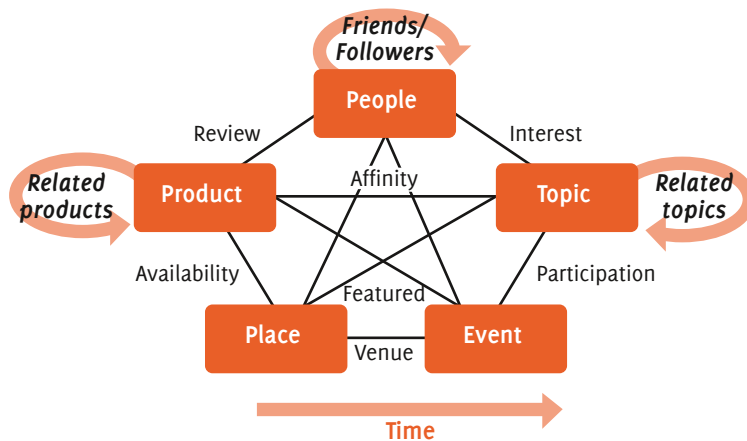 Friends/
Followers
People
Review
Interest
Related
products
Product
Affinity
Topic
Related
topics
Availability
Featured
Participation
Place
Venue
Event
Time